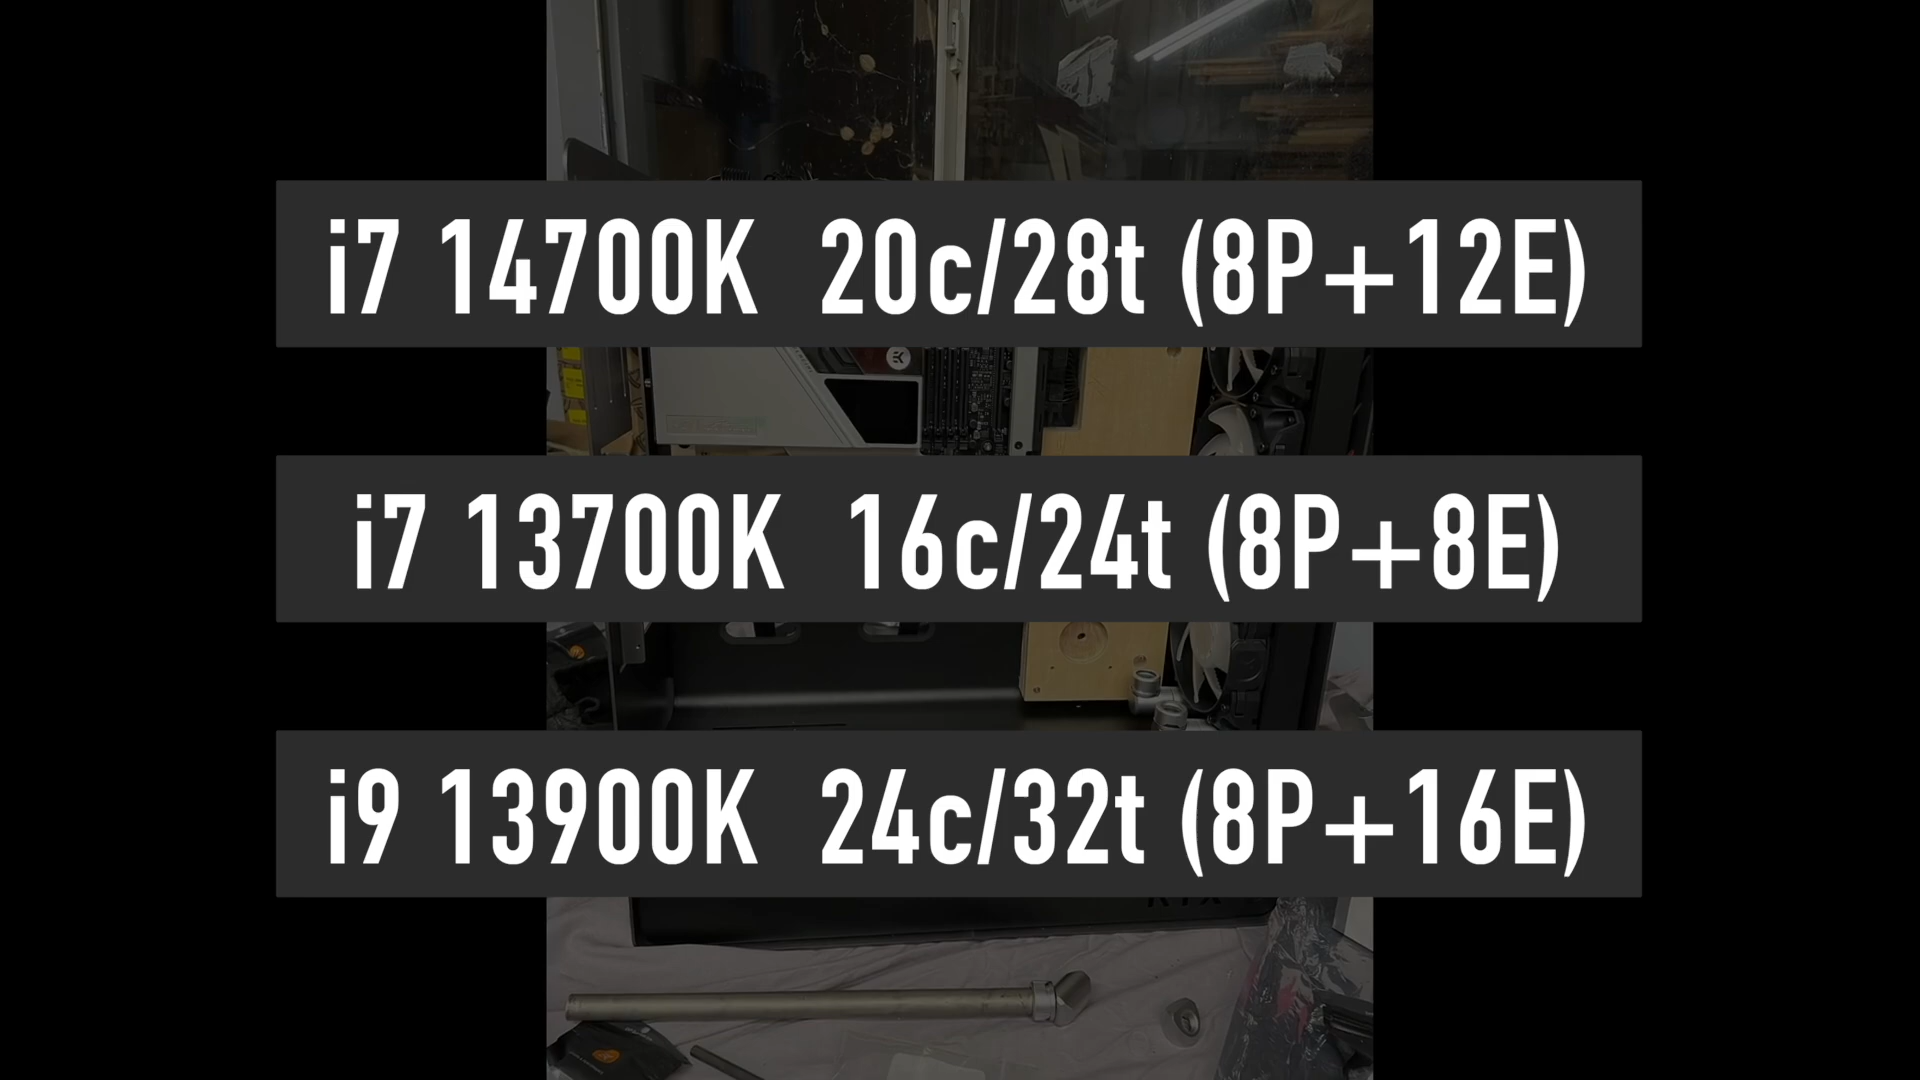 i7 14700K 20c/28t (8P+12E)
i7 13700K 16c/24t (8P+8E)
i9 13900K 24c/32t (8P+16E)